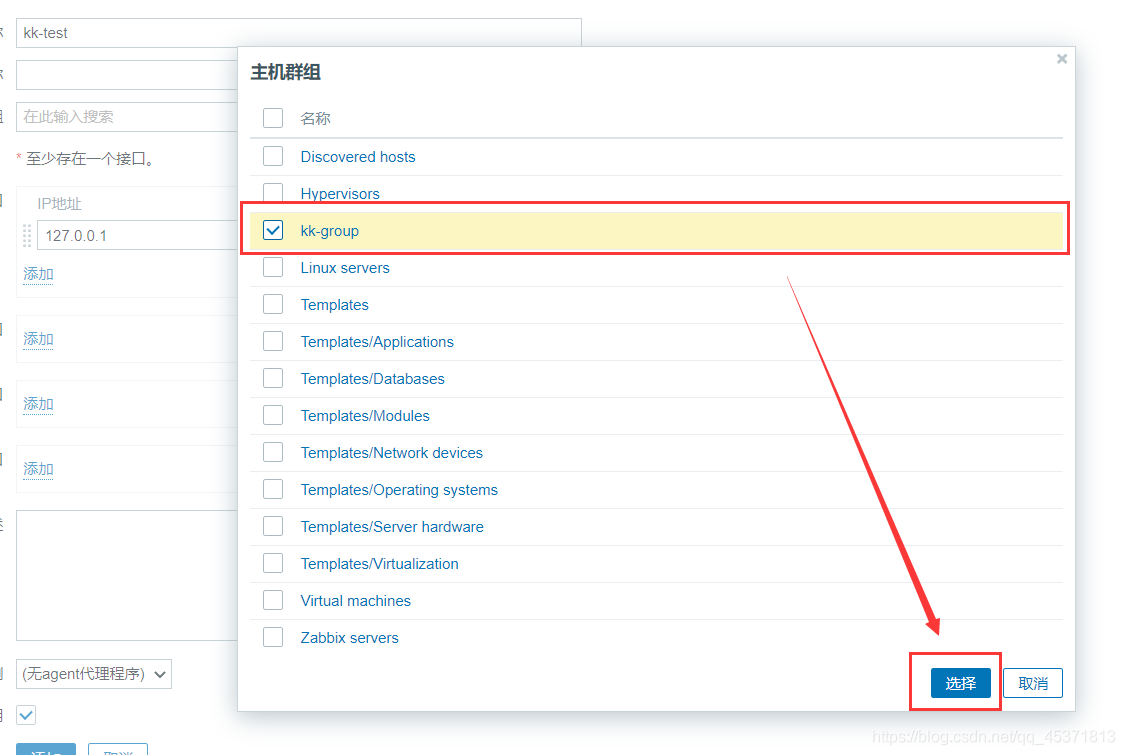 kk-test
主机群组
名称
在此输入搜索
Discovered hosts
* 至少存在一个接口。
Hypervisors
IP地址
kk-group
127.0.0.1
Linux servers
添加
Templates
添加
Templates/Applications
Templates/Databases
添加
Templates/Modules
Templates/Network devices
添加
Templates/Operating systems
Templates/Server hardware
Templates/Virtualization
Virtual machines
Zabbix servers
(无agent代理程序)
选择 取消
添加 取消
https://blog.csdn.net/qq_45371813